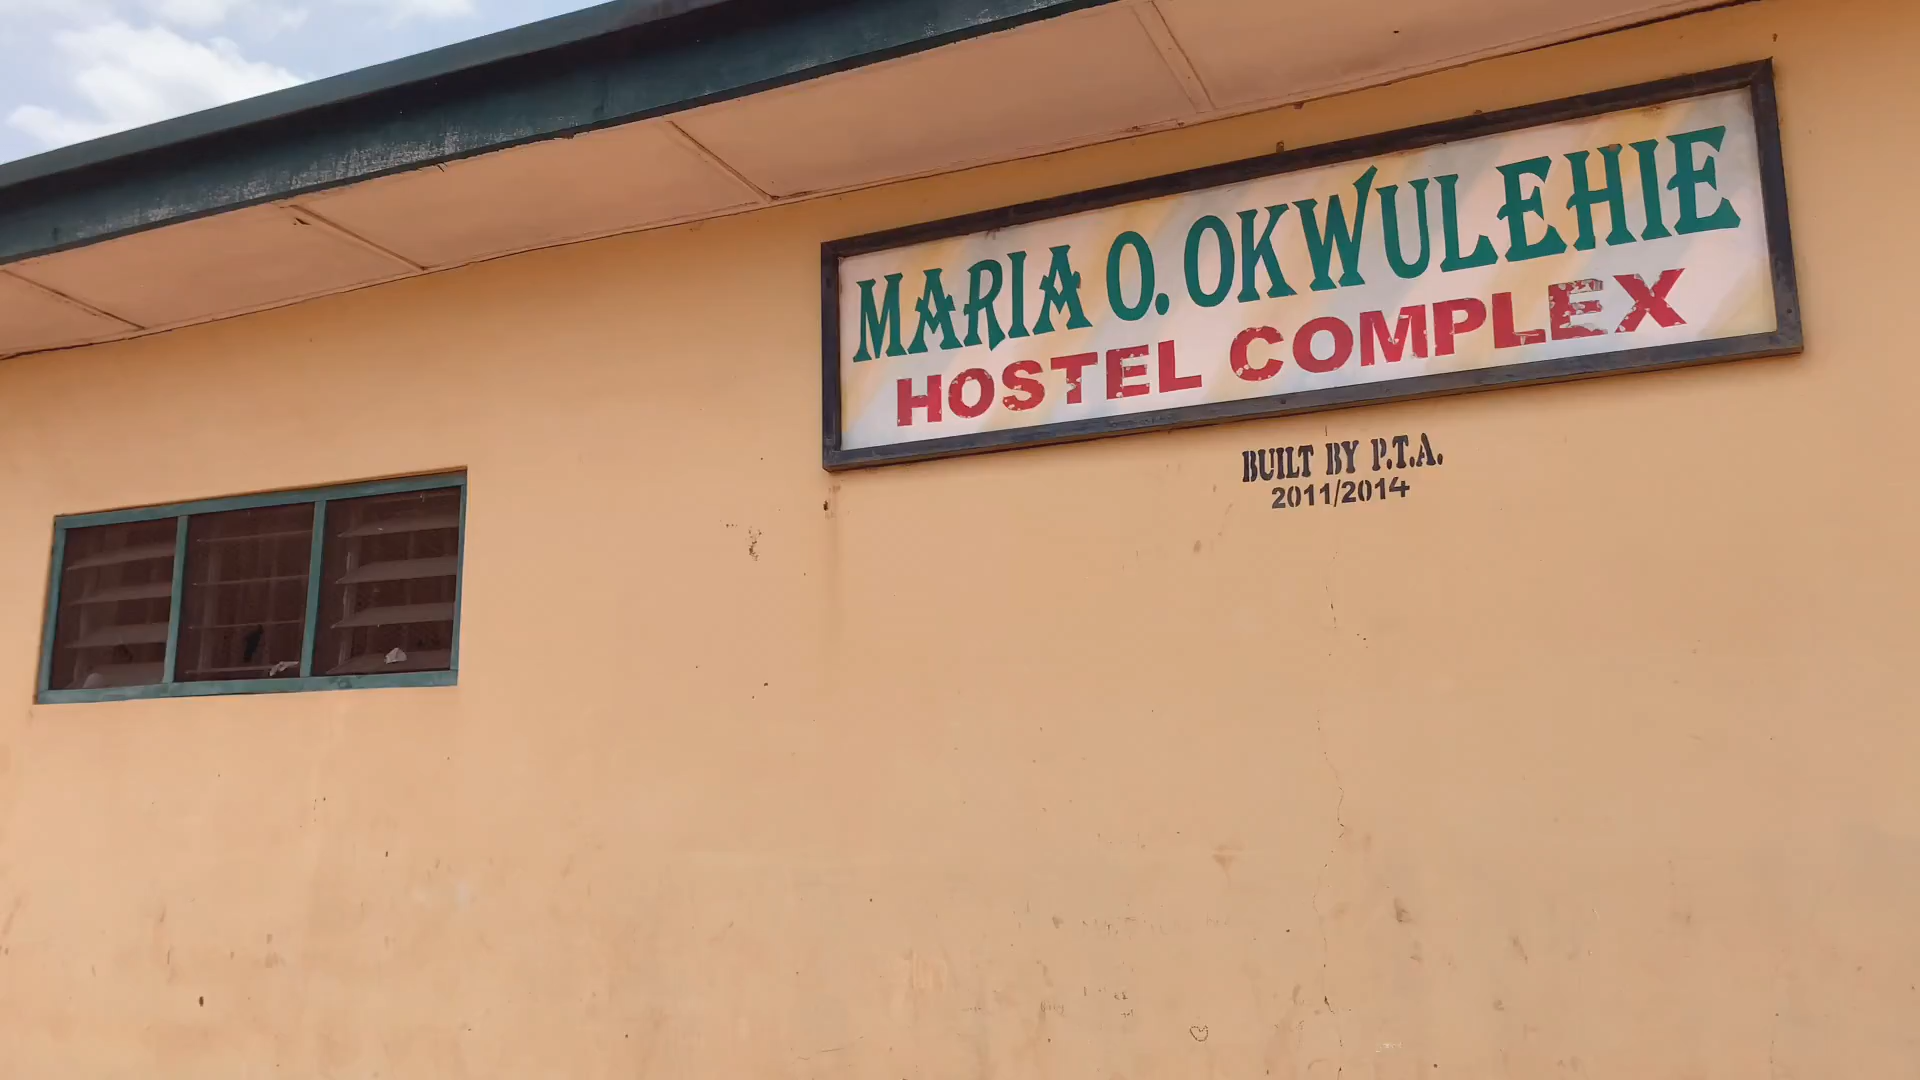 MARIA O. OKWULEHIE
HOSTEL COMPLEX
BUILT BY P.T.A.
2011/2014